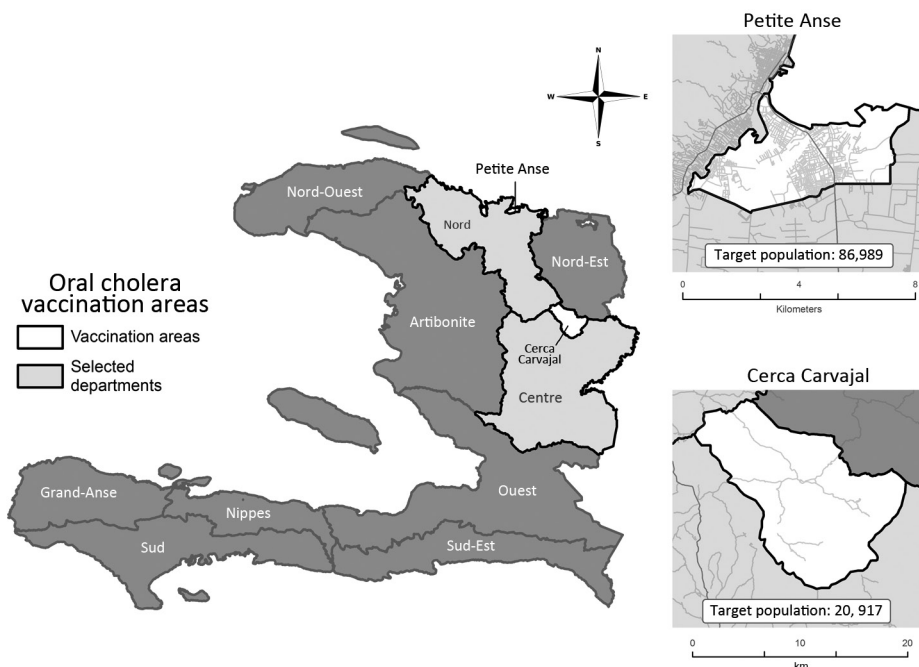 Petite Anse
N
W
E
S
Petite Anse
Nord-Ouest
Nord
Nord-Est
Target population: 86,989
0
4
8
Kilometers
Oral cholera
vaccination areas
Vaccination areas
Selected
departments
Artibonite
Cerca
Carvajal
Centre
Cerca Carvajal
Grand-Anse
Nippes
Ouest
Sud
Sud-Est
Target population: 20, 917
0
10
20
km